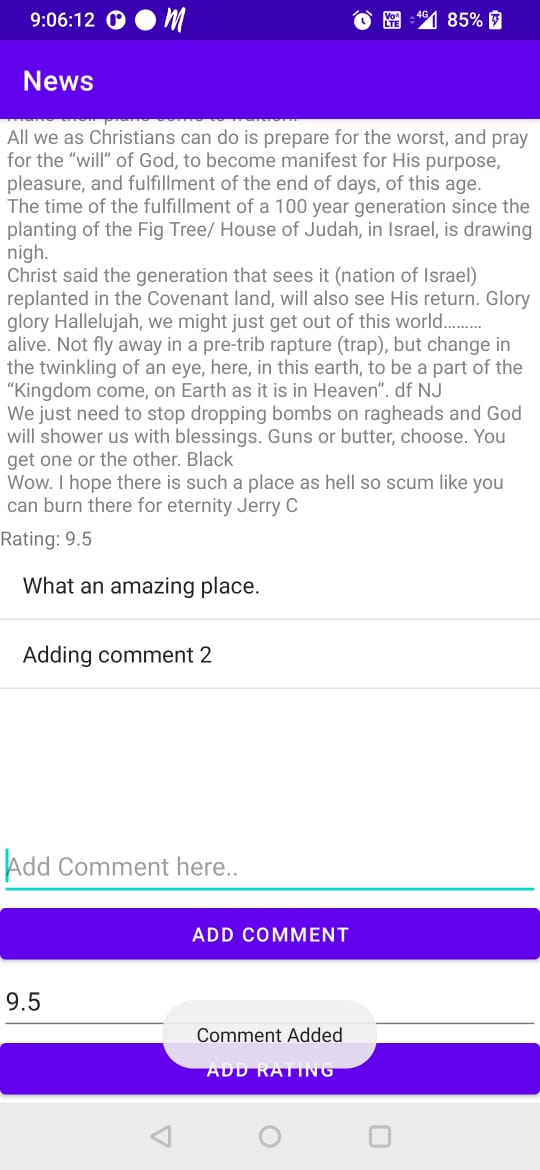 9:06:12 4G 85%
News
make their plans come to fruition.
All we as Christians can do is prepare for the worst, and pray
for the “will” of God, to become manifest for His purpose,
pleasure, and fulfillment of the end of days, of this age.
The time of the fulfillment of a 100 year generation since the
planting of the Fig Tree/ House of Judah, in Israel, is drawing
nigh.
Christ said the generation that sees it (nation of Israel)
replanted in the Covenant land, will also see His return. Glory
glory Hallelujah, we might just get out of this world………
alive. Not fly away in a pre-trib rapture (trap), but change in
the twinkling of an eye, here, in this earth, to be a part of the
“Kingdom come, on Earth as it is in Heaven”. df NJ
We just need to stop dropping bombs on ragheads and God
will shower us with blessings. Guns or butter, choose. You
get one or the other. Black
Wow. I hope there is such a place as hell so scum like you
can burn there for eternity Jerry C
Rating: 9.5
What an amazing place.
Adding comment 2
Add Comment here..
ADD COMMENT
9.5
Comment Added
ADD RATING